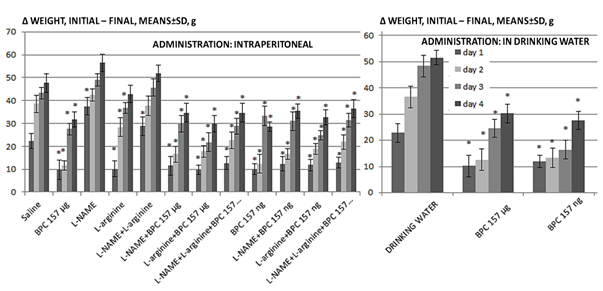 Δ WEIGHT, INITIAL – FINAL, MEANS±SD, g
ADMINISTRATION: INTRAPERITONEAL
70
60
50
40
30
20
10
0
* * * * * * * * * * * * * * * * * * * * * * * * * * * * * * * * * * * * * * *
Saline
BPC 157 µg
L-NAME
L-arginine
L-NAME+L-arginine
L-NAME+BPC 157 µg
L-arginine+BPC 157 µg
L-NAME+L-arginine+BPC 157...
BPC 157 ng
L-NAME+BPC 157 ng
L-arginine+BPC 157 ng
L-NAME+L-arginine+BPC 157...
Δ WEIGHT, INITIAL – FINAL, MEANS±SD, g
ADMINISTRATION: IN DRINKING WATER
60
50
40
30
20
10
0
day 1
day 2
day 3
day 4
* * * * * * * *
DRINKING WATER
BPC 157 µg
BPC 157 ng